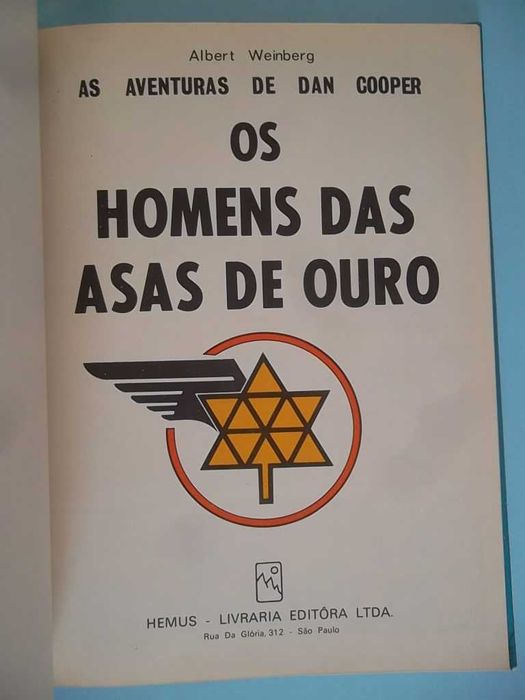 Albert Weinberg
AS AVENTURAS DE DAN COOPER
OS
HOMENS DAS
ASAS DE OURO
HEMUS - LIVRARIA EDITÔRA LTDA.
Rua Da Glória, 312 - São Paulo